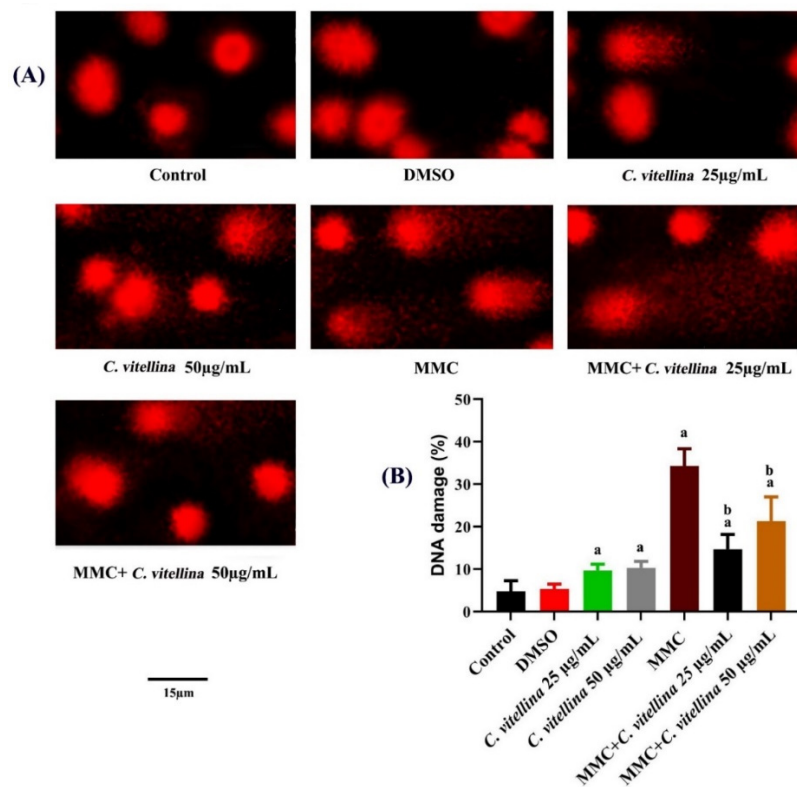 (A)
Control
DMSO
C. vitellina 25µg/mL
C. vitellina 50µg/mL
MMC
MMC+ C. vitellina 25µg/mL
MMC+ C. vitellina 50µg/mL
15µm
(B)
DNA damage (%)
50
40
30
20
10
0
a
a
a
b
a
b
a
Control
DMSO
C. vitellina 25 µg/mL
C. vitellina 50 µg/mL
MMC
MMC+C. vitellina 25 µg/mL
MMC+C. vitellina 50 µg/mL